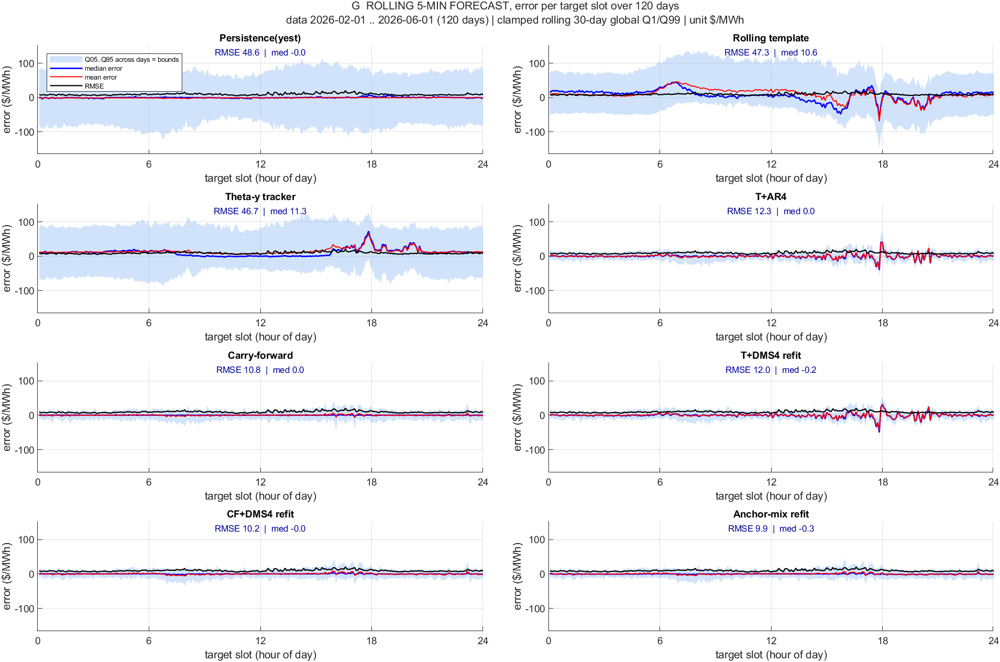 G  ROLLING 5-MIN FORECAST, error per target slot over 120 days
data 2026-02-01 .. 2026-06-01 (120 days) | clamped rolling 30-day global Q1/Q99 | unit $/MWh
Persistence(yest)
RMSE 48.6 | med -0.0
Q05..Q95 across days = bounds
median error
mean error
RMSE
100
0
-100
error ($/MWh)
0 6 12 18 24
target slot (hour of day)
Rolling template
RMSE 47.3 | med 10.6
100
0
-100
error ($/MWh)
0 6 12 18 24
target slot (hour of day)
Theta-y tracker
RMSE 46.7 | med 11.3
100
0
-100
error ($/MWh)
0 6 12 18 24
target slot (hour of day)
T+AR4
RMSE 12.3 | med 0.0
100
0
-100
error ($/MWh)
0 6 12 18 24
target slot (hour of day)
Carry-forward
RMSE 10.8 | med 0.0
100
0
-100
error ($/MWh)
0 6 12 18 24
target slot (hour of day)
T+DMS4 refit
RMSE 12.0 | med -0.2
100
0
-100
error ($/MWh)
0 6 12 18 24
target slot (hour of day)
CF+DMS4 refit
RMSE 10.2 | med -0.0
100
0
-100
error ($/MWh)
0 6 12 18 24
target slot (hour of day)
Anchor-mix refit
RMSE 9.9 | med -0.3
100
0
-100
error ($/MWh)
0 6 12 18 24
target slot (hour of day)